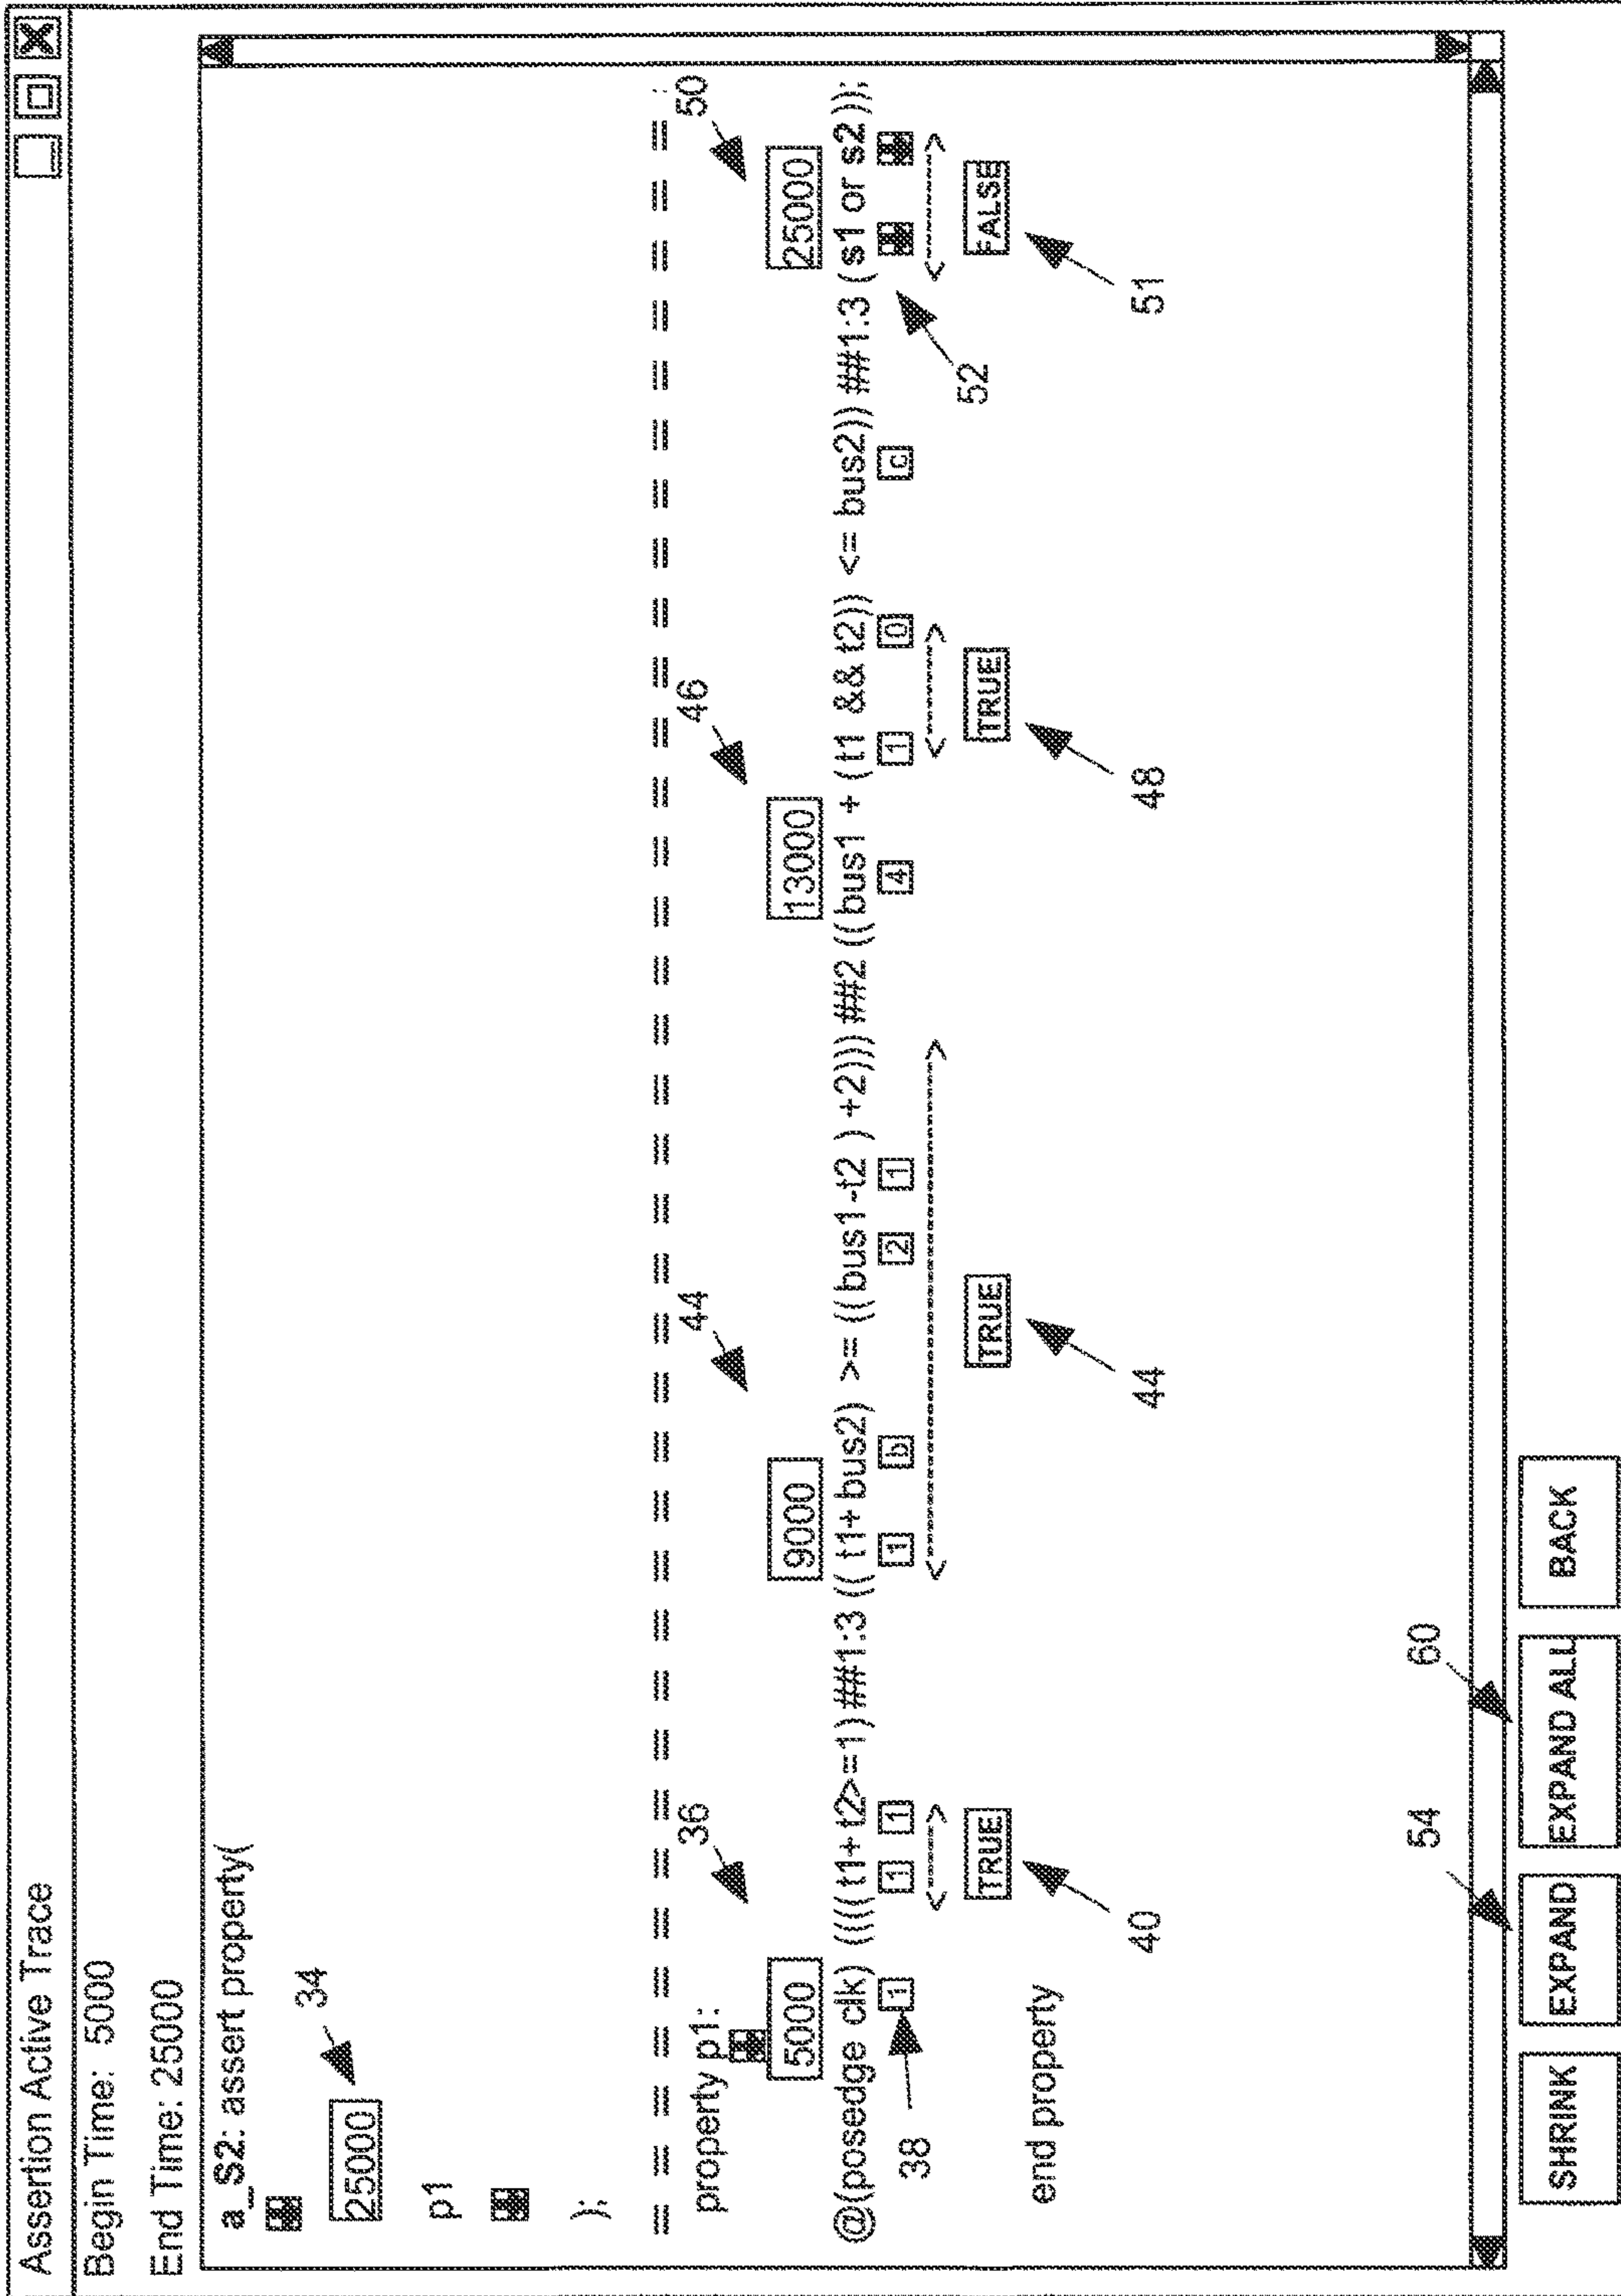 Assertion Active Trace
Begin Time: 5000
End Time: 25000
a_S2: assert property(
34
25000
p1
);
= = = = = = = = = = = = = = = = = = = = = = = = = = = = = = = = = = = =
36 44 46 50
property p1:
5000 9000 13000 25000
@(posedge clk) ((((t1+t2>=1)##1:3 (( t1+bus2) >= ((bus1-t2 ) +2))) ##2 ((bus1 + (t1 && t2)) <= bus2)) ##1:3 (s1 or s2 ));
1 1 1 1 b 2 1 4 1 0 c
38 52
TRUE TRUE TRUE FALSE
end property
40 44 48 51
54 60
SHRINK EXPAND EXPAND ALL BACK